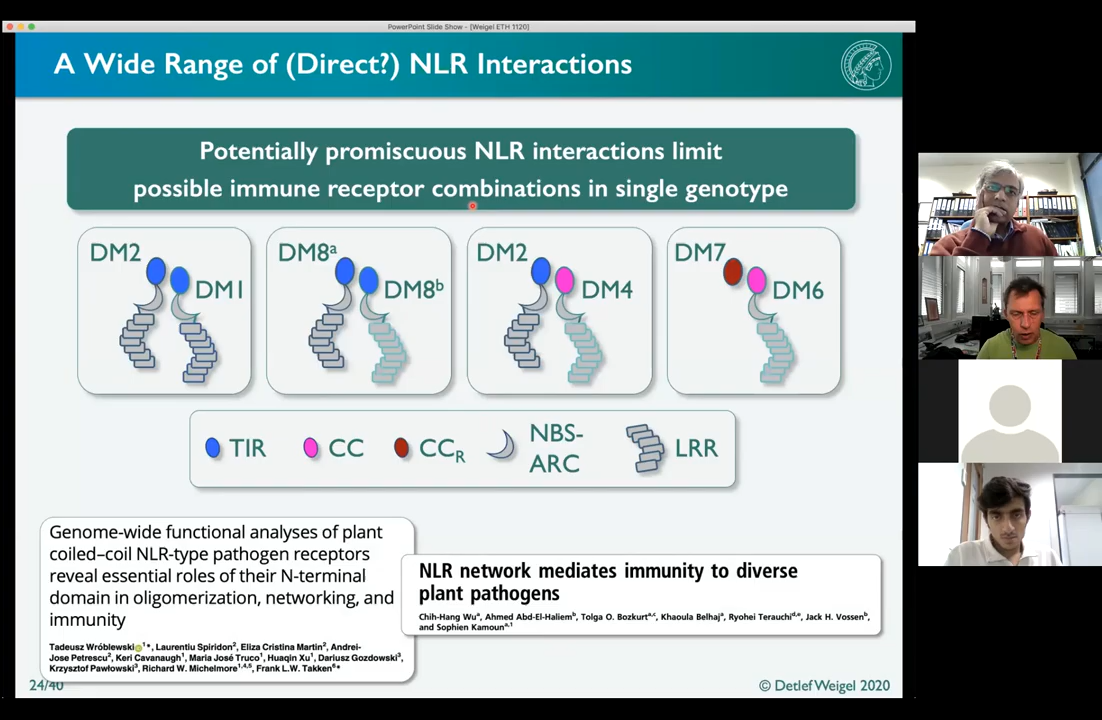 PowerPoint Slide Show - [Weigel ETH 1120]
A Wide Range of (Direct?) NLR Interactions
Potentially promiscuous NLR interactions limit
possible immune receptor combinations in single genotype
DM2
DM1
DM8a
DM8b
DM2
DM4
DM7
DM6
TIR
CC
CCR
NBS-
ARC
LRR
Genome-wide functional analyses of plant
coiled–coil NLR-type pathogen receptors
reveal essential roles of their N-terminal
domain in oligomerization, networking, and
immunity
Tadeusz Wróblewski1*, Laurentiu Spiridon2, Eliza Cristina Martin2, Andrei-
Jose Petrescu2, Keri Cavanaugh1, Maria José Truco1, Huaqin Xu1, Dariusz Gozdowski3,
Krzysztof Pawłowski3, Richard W. Michelmore1,4,5, Frank L.W. Takken6*
NLR network mediates immunity to diverse
plant pathogens
Chih-Hang Wua, Ahmed Abd-El-Haliemb, Tolga O. Bozkurta,c, Khaoula Belhaja, Ryohei Terauchid,e, Jack H. Vossenb,
and Sophien Kamouna,1
24/40
© Detlef Weigel 2020